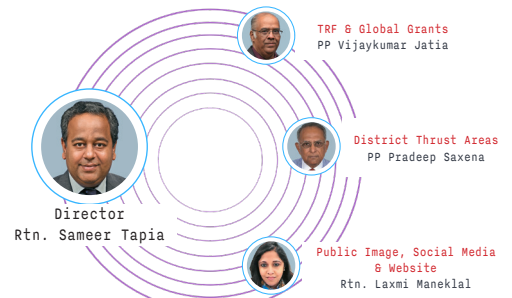 TRF & Global Grants
PP Vijaykumar Jatia
District Thrust Areas
PP Pradeep Saxena
Director
Rtn. Sameer Tapia
Public Image, Social Media
& Website
Rtn. Laxmi Maneklal